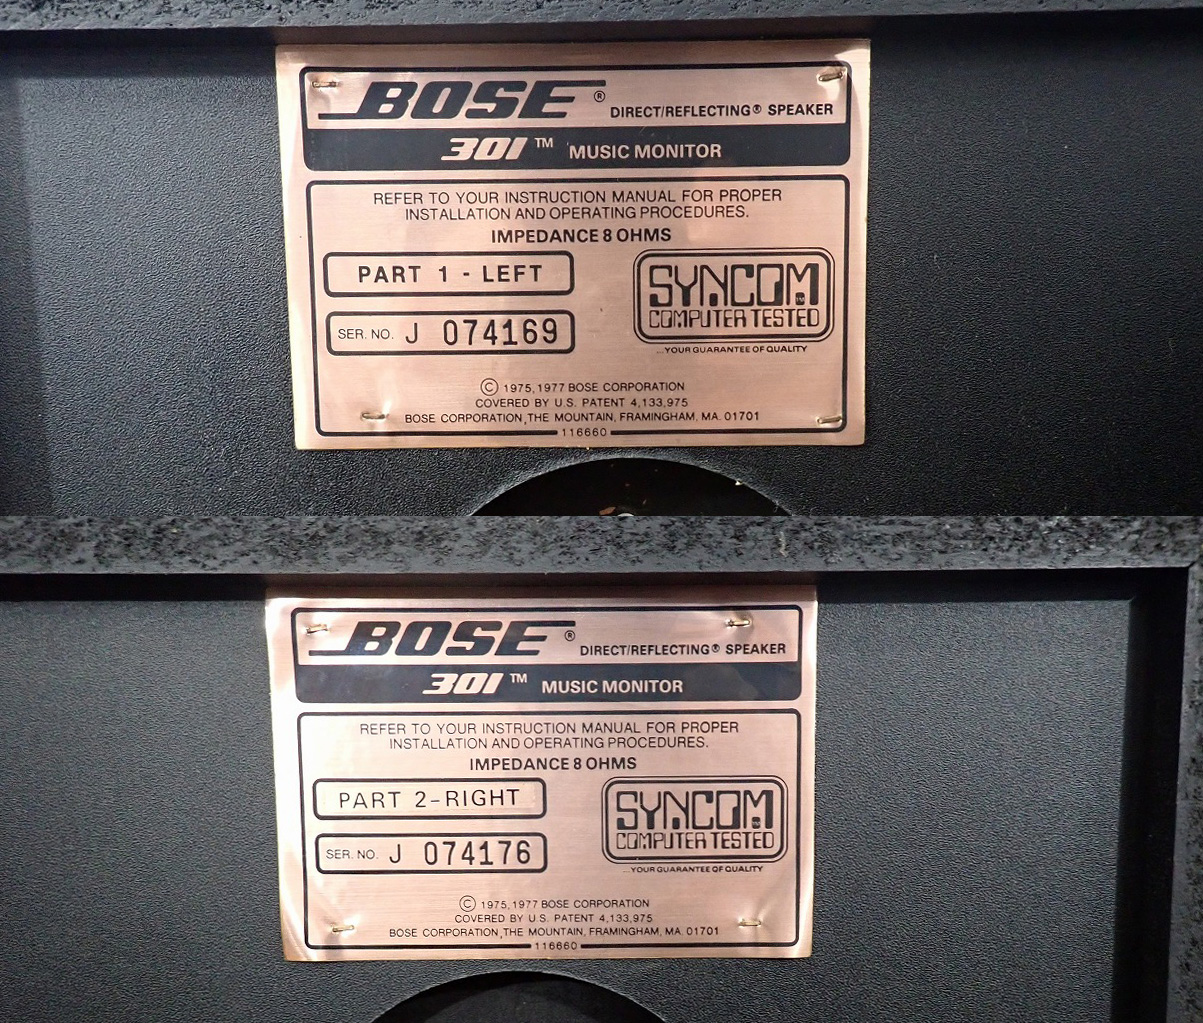 BOSE® DIRECT/REFLECTING® SPEAKER
301™ MUSIC MONITOR
REFER TO YOUR INSTRUCTION MANUAL FOR PROPER
INSTALLATION AND OPERATING PROCEDURES.
IMPEDANCE 8 OHMS
PART 1 - LEFT
SER. NO. J 074169
SYNCOM™
COMPUTER TESTED
...YOUR GUARANTEE OF QUALITY
© 1975, 1977 BOSE CORPORATION
COVERED BY U.S. PATENT 4,133,975
BOSE CORPORATION, THE MOUNTAIN, FRAMINGHAM, MA. 01701
116660
BOSE® DIRECT/REFLECTING® SPEAKER
301™ MUSIC MONITOR
REFER TO YOUR INSTRUCTION MANUAL FOR PROPER
INSTALLATION AND OPERATING PROCEDURES.
IMPEDANCE 8 OHMS
PART 2-RIGHT
SER. NO. J 074176
SYNCOM™
COMPUTER TESTED
...YOUR GUARANTEE OF QUALITY
© 1975, 1977 BOSE CORPORATION
COVERED BY U.S. PATENT 4,133,975
BOSE CORPORATION, THE MOUNTAIN, FRAMINGHAM, MA. 01701
116660